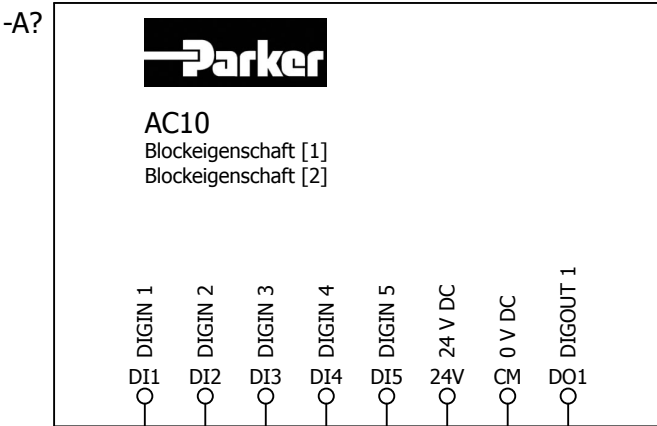 -A?
Parker
AC10
Blockeigenschaft [1]
Blockeigenschaft [2]
DIGIN 1 DIGIN 2 DIGIN 3 DIGIN 4 DIGIN 5 24 V DC 0 V DC DIGOUT 1
DI1 DI2 DI3 DI4 DI5 24V CM DO1